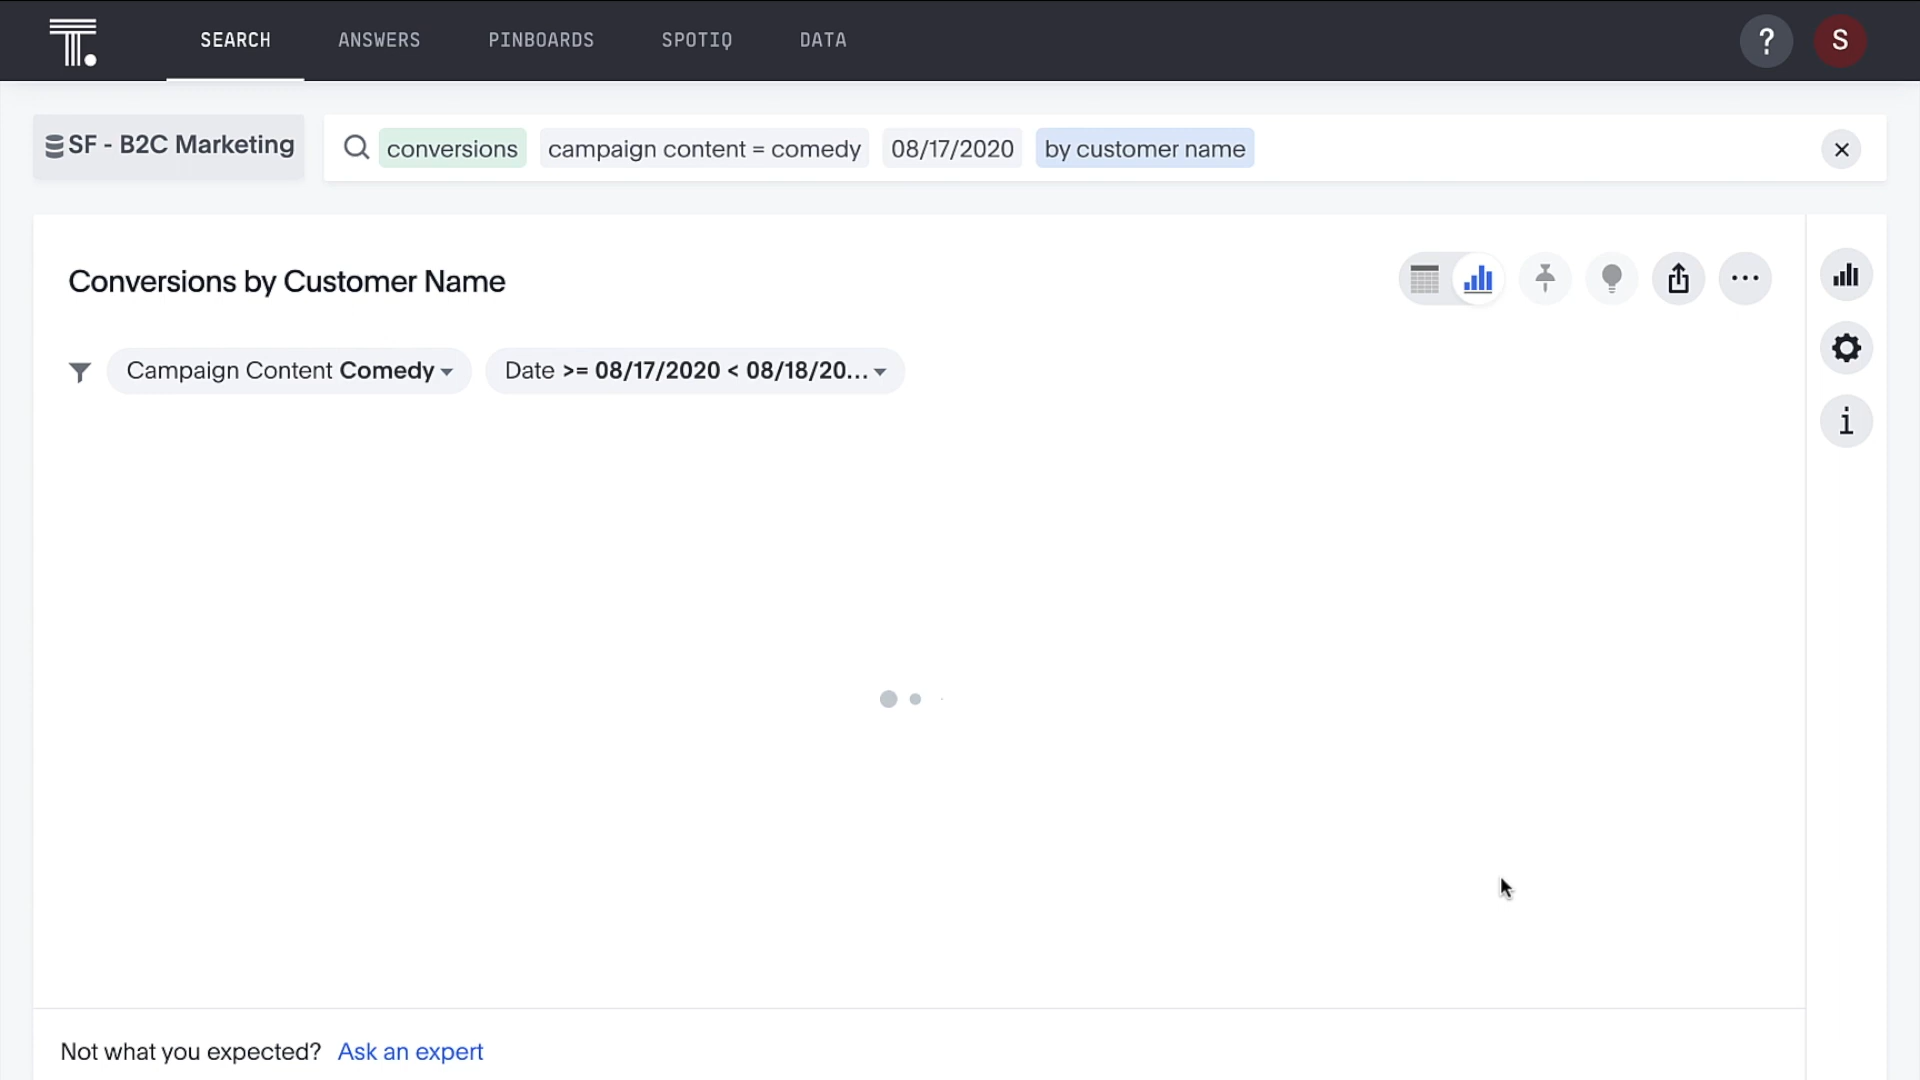 SEARCH ANSWERS PINBOARDS SPOTIQ DATA ? S
SF - B2C Marketing conversions campaign content = comedy 08/17/2020 by customer name
Conversions by Customer Name
Campaign Content Comedy Date >= 08/17/2020 < 08/18/20...
Not what you expected? Ask an expert